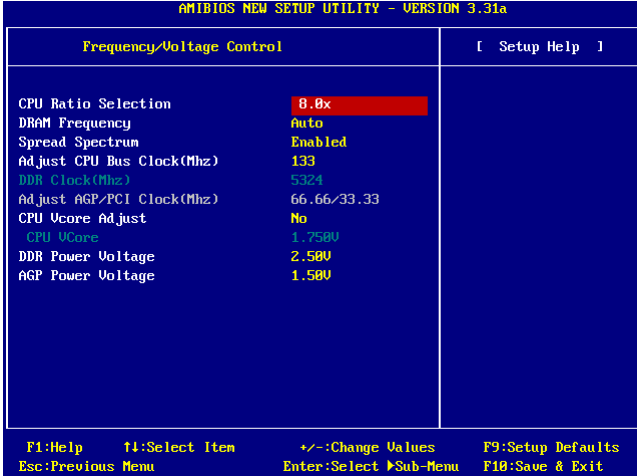 AMIBIOS NEW SETUP UTILITY - VERSION 3.31a
Frequency/Voltage Control [ Setup Help ]
CPU Ratio Selection 8.0x
DRAM Frequency Auto
Spread Spectrum Enabled
Adjust CPU Bus Clock(Mhz) 133
DDR Clock(Mhz) 5324
Adjust AGP/PCI Clock(Mhz) 66.66/33.33
CPU Vcore Adjust No
CPU VCore 1.750V
DDR Power Voltage 2.50V
AGP Power Voltage 1.50V
F1:Help ↑↓:Select Item +/-:Change Values F9:Setup Defaults
Esc:Previous Menu Enter:Select ▶Sub-Menu F10:Save & Exit